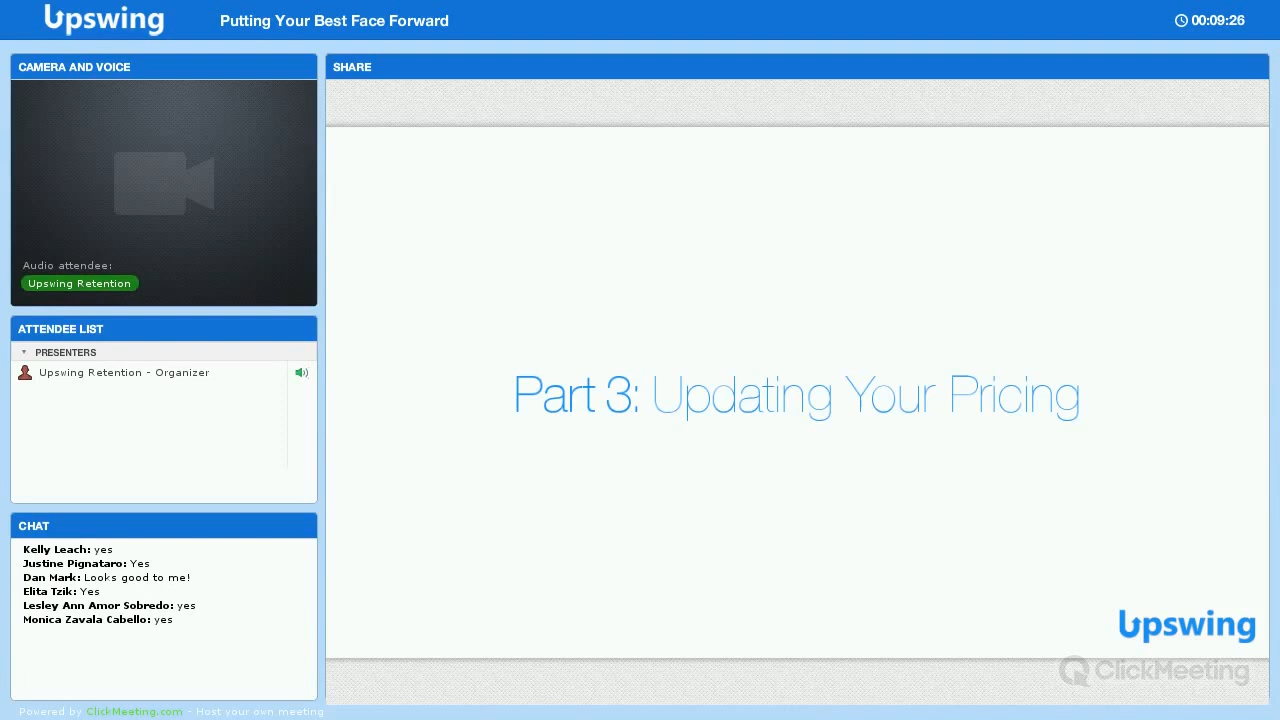 Upswing
Putting Your Best Face Forward
00:09:26
CAMERA AND VOICE
Audio attendee:
Upswing Retention
ATTENDEE LIST
PRESENTERS
Upswing Retention - Organizer
CHAT
Kelly Leach: yes
Justine Pignataro: Yes
Dan Mark: Looks good to me!
Elita Tzik: Yes
Lesley Ann Amor Sobredo: yes
Monica Zavala Cabello: yes
SHARE
Part 3: Updating Your Pricing
Upswing
ClickMeeting
Powered by ClickMeeting.com - Host your own meeting